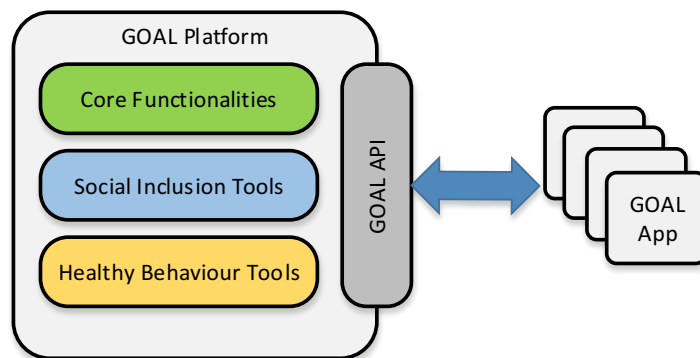 GOAL Platform
Core Functionalities
Social Inclusion Tools
Healthy Behaviour Tools
GOAL API
GOAL
App